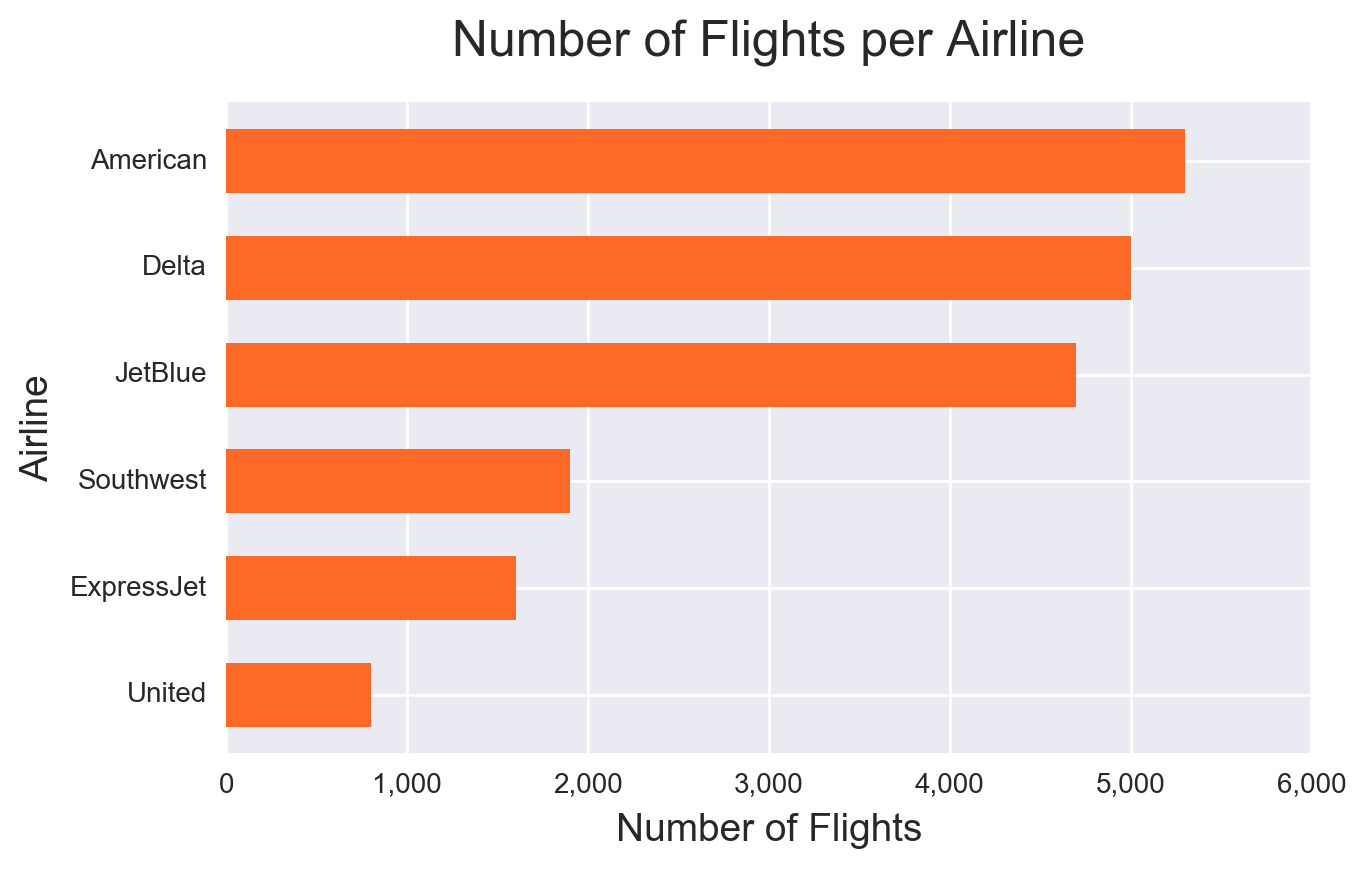 Number of Flights per Airline
American
Delta
JetBlue
Southwest
ExpressJet
United
Airline
0 1,000 2,000 3,000 4,000 5,000 6,000
Number of Flights